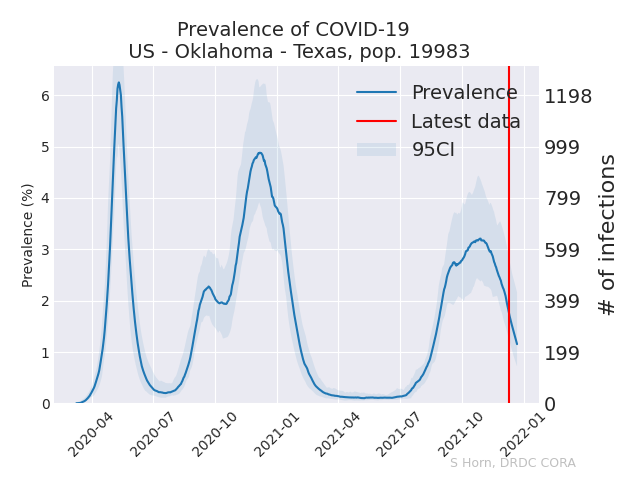 Prevalence of COVID-19
US - Oklahoma - Texas, pop. 19983
Prevalence
Latest data
95CI
Prevalence (%)
6
5
4
3
2
1
0
1198
999
799
599
399
199
0
# of infections
2020-04
2020-07
2020-10
2021-01
2021-04
2021-07
2021-10
2022-01
S Horn, DRDC CORA